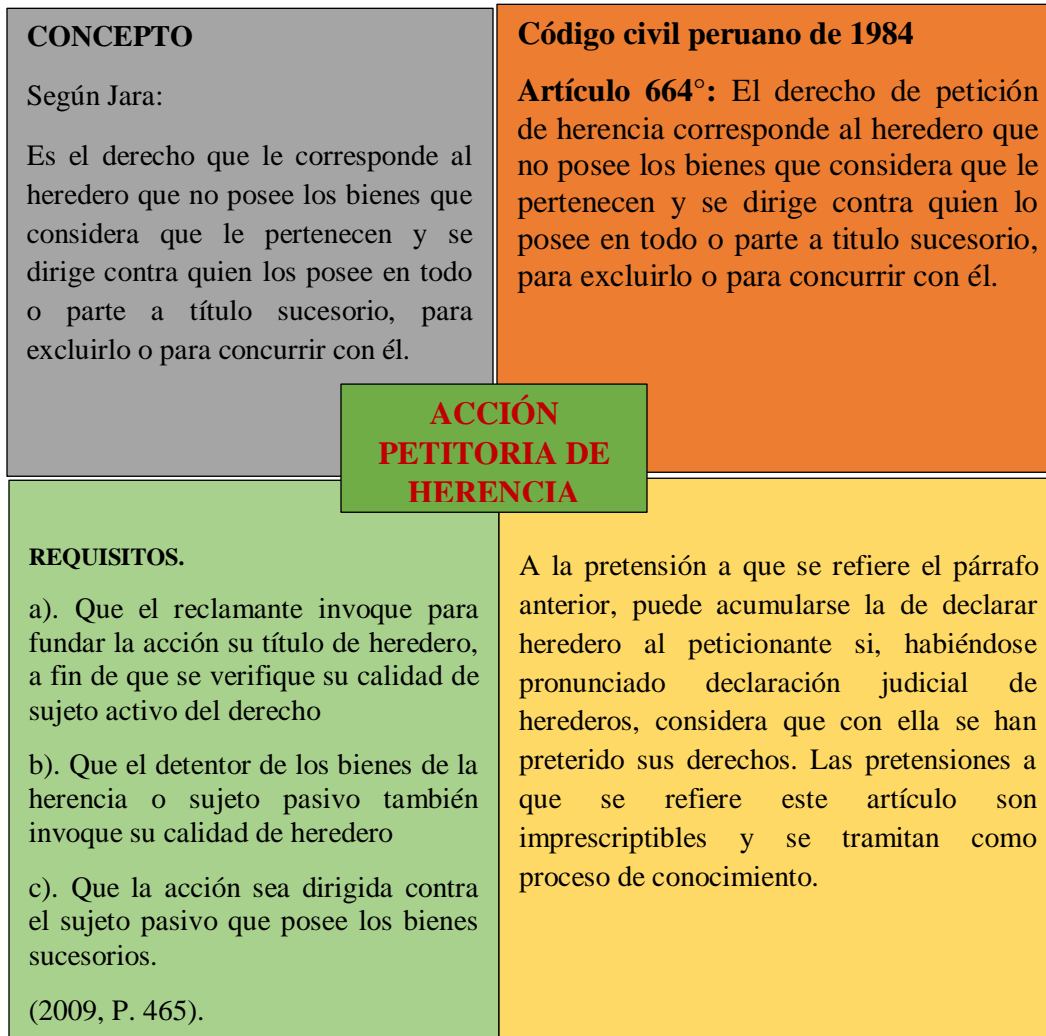 CONCEPTO
Según Jara:
Es el derecho que le corresponde al
heredero que no posee los bienes que
considera que le pertenecen y se
dirige contra quien los posee en todo
o parte a título sucesorio, para
excluirlo o para concurrir con él.
Código civil peruano de 1984
Artículo 664°: El derecho de petición
de herencia corresponde al heredero que
no posee los bienes que considera que le
pertenecen y se dirige contra quien lo
posee en todo o parte a titulo sucesorio,
para excluirlo o para concurrir con él.
ACCIÓN
PETITORIA DE
HERENCIA
REQUISITOS.
a). Que el reclamante invoque para
fundar la acción su título de heredero,
a fin de que se verifique su calidad de
sujeto activo del derecho
b). Que el detentor de los bienes de la
herencia o sujeto pasivo también
invoque su calidad de heredero
c). Que la acción sea dirigida contra
el sujeto pasivo que posee los bienes
sucesorios.
(2009, P. 465).
A la pretensión a que se refiere el párrafo
anterior, puede acumularse la de declarar
heredero al peticionante si, habiéndose
pronunciado declaración judicial de
herederos, considera que con ella se han
preterido sus derechos. Las pretensiones a
que se refiere este artículo son
imprescriptibles y se tramitan como
proceso de conocimiento.